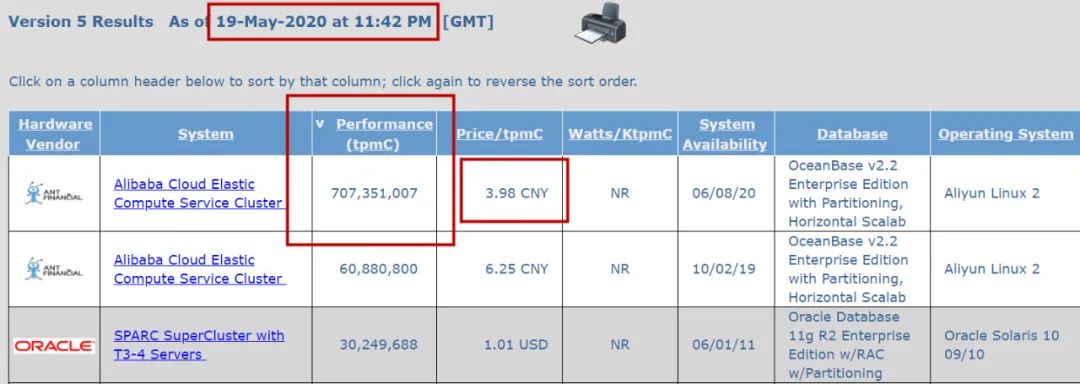 Version 5 Results As of 19-May-2020 at 11:42 PM [GMT]
Click on a column header below to sort by that column; click again to reverse the sort order.
Hardware Vendor System v Performance (tpmC) Price/tpmC Watts/KtpmC System Availability Database Operating System
ANT FINANCIAL Alibaba Cloud Elastic Compute Service Cluster 707,351,007 3.98 CNY NR 06/08/20 OceanBase v2.2 Enterprise Edition with Partitioning, Horizontal Scalab Aliyun Linux 2
ANT FINANCIAL Alibaba Cloud Elastic Compute Service Cluster 60,880,800 6.25 CNY NR 10/02/19 OceanBase v2.2 Enterprise Edition with Partitioning, Horizontal Scalab Aliyun Linux 2
ORACLE SPARC SuperCluster with T3-4 Servers 30,249,688 1.01 USD NR 06/01/11 Oracle Database 11g R2 Enterprise Edition w/RAC w/Partitioning Oracle Solaris 10 09/10